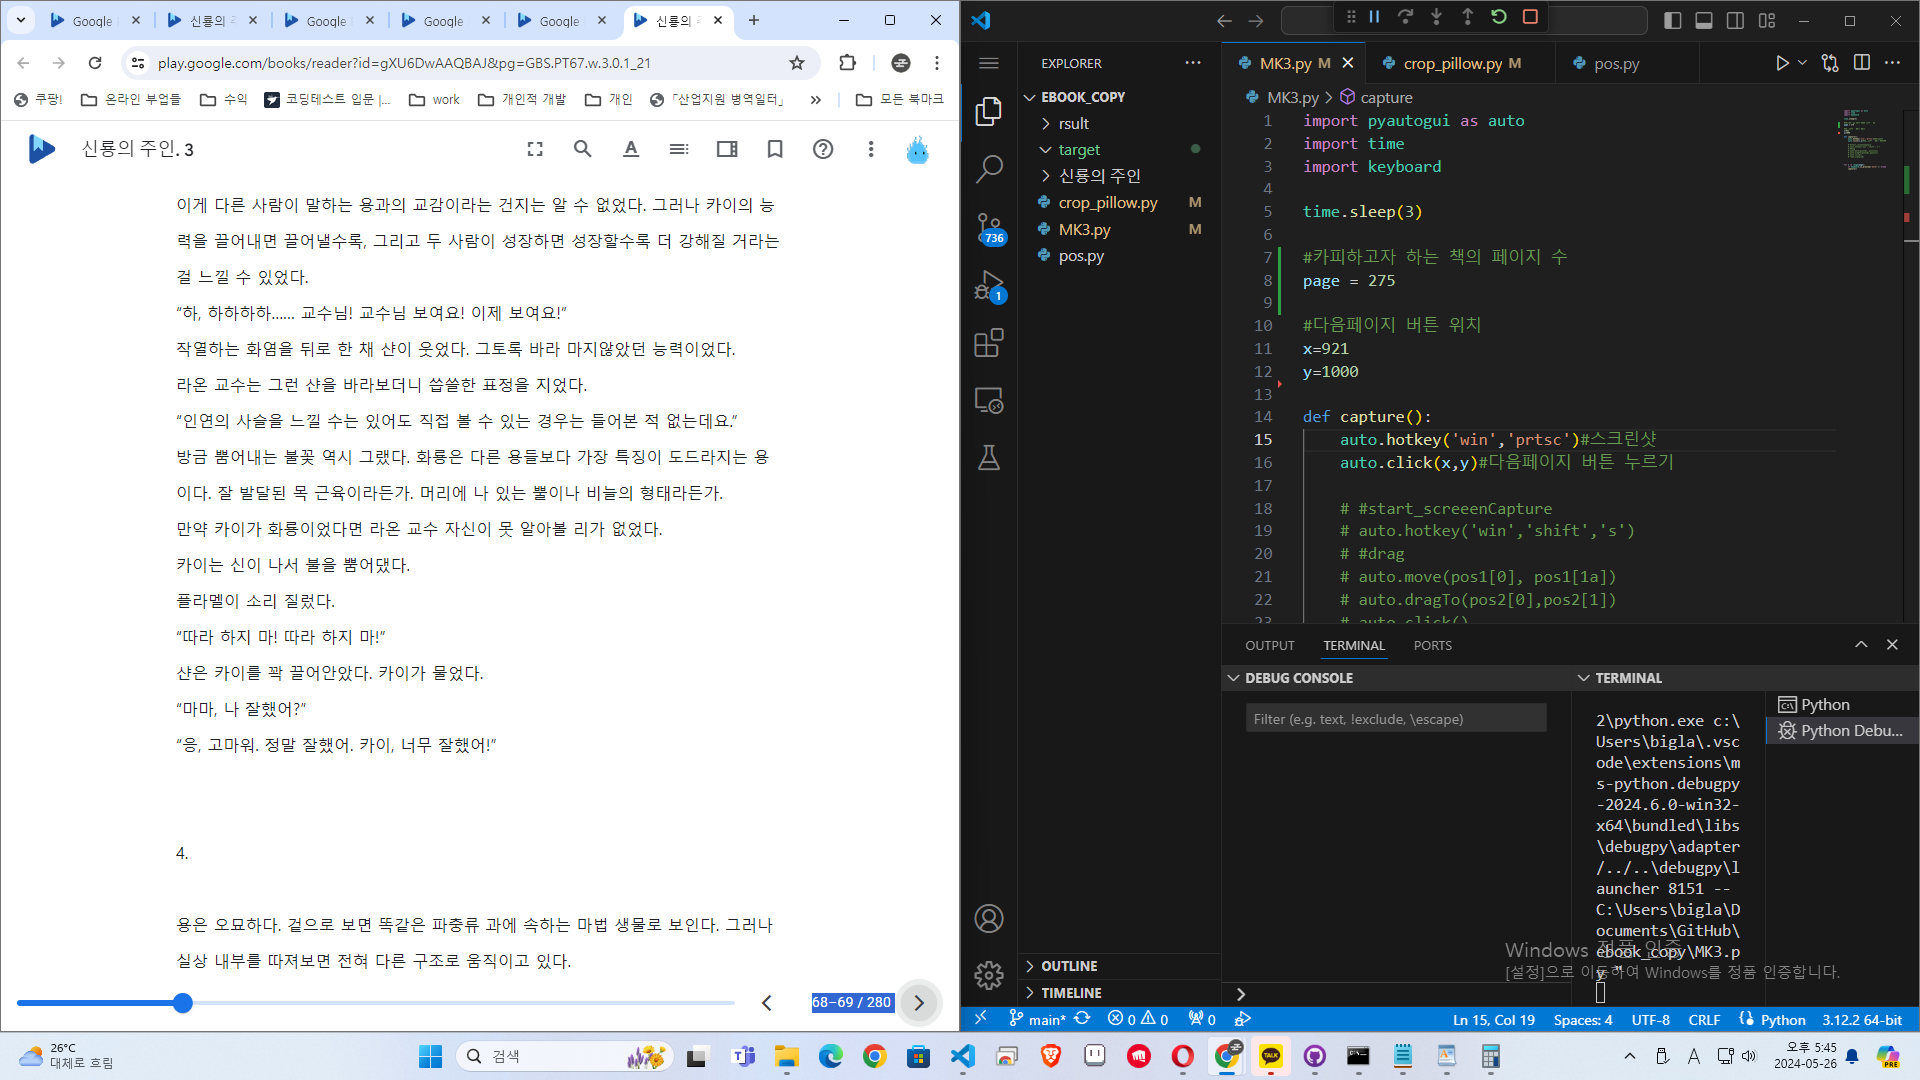 Google
신룡의 주
Google
Google
Google
신룡의 주
play.google.com/books/reader?id=gXU6DwAAQBAJ&pg=GBS.PT67.w.3.0.1_21
쿠팡!
온라인 부업들
수익
코딩테스트 입문 |...
work
개인적 개발
개인
「산업지원 병역일터」
»
모든 북마크
신룡의 주인. 3
이게 다른 사람이 말하는 용과의 교감이라는 건지는 알 수 없었다. 그러나 카이의 능
력을 끌어내면 끌어낼수록, 그리고 두 사람이 성장하면 성장할수록 더 강해질 거라는
걸 느낄 수 있었다.
“하, 하하하하...... 교수님! 교수님 보여요! 이제 보여요!”
작열하는 화염을 뒤로 한 채 샨이 웃었다. 그토록 바라 마지않았던 능력이었다.
라온 교수는 그런 샨을 바라보더니 씁쓸한 표정을 지었다.
“인연의 사슬을 느낄 수는 있어도 직접 볼 수 있는 경우는 들어본 적 없는데요.”
방금 뿜어내는 불꽃 역시 그랬다. 화룡은 다른 용들보다 가장 특징이 도드라지는 용
이다. 잘 발달된 목 근육이라든가. 머리에 나 있는 뿔이나 비늘의 형태라든가.
만약 카이가 화룡이었다면 라온 교수 자신이 못 알아볼 리가 없었다.
카이는 신이 나서 불을 뿜어댔다.
플라멜이 소리 질렀다.
“따라 하지 마! 따라 하지 마!”
샨은 카이를 꽉 끌어안았다. 카이가 물었다.
“마마, 나 잘했어?”
“응, 고마워. 정말 잘했어. 카이, 너무 잘했어!”
4.
용은 오묘하다. 겉으로 보면 똑같은 파충류 과에 속하는 마법 생물로 보인다. 그러나
실상 내부를 따져보면 전혀 다른 구조로 움직이고 있다.
68–69 / 280
EXPLORER
EBOOK_COPY
rsult
target
신룡의 주인
crop_pillow.py M
MK3.py M
pos.py
736
1
OUTLINE
TIMELINE
MK3.py M
crop_pillow.py M
pos.py
MK3.py > capture
1 import pyautogui as auto
2 import time
3 import keyboard
4
5 time.sleep(3)
6
7 #카피하고자 하는 책의 페이지 수
8 page = 275
9
10 #다음페이지 버튼 위치
11 x=921
12 y=1000
13
14 def capture():
15 auto.hotkey('win','prtsc')#스크린샷
16 auto.click(x,y)#다음페이지 버튼 누르기
17
18 # #start_screeenCapture
19 # auto.hotkey('win','shift','s')
20 # #drag
21 # auto.move(pos1[0], pos1[1a])
22 # auto.dragTo(pos2[0],pos2[1])
23 # auto.click()
OUTPUT
TERMINAL
PORTS
DEBUG CONSOLE
Filter (e.g. text, !exclude, \escape)
TERMINAL
2\python.exe c:\
Users\bigla\.vsc
ode\extensions\m
s-python.debugpy
-2024.6.0-win32-
x64\bundled\libs
\debugpy\adapter
/../..\debugpy\l
auncher 8151 --
C:\Users\bigla\D
ocuments\GitHub\
ebook_copy\MK3.p
y "
Python
Python Debu...
Windows 정품 인증
[설정]으로 이동하여 Windows를 정품 인증합니다.
main*
0
0
0
Ln 15, Col 19
Spaces: 4
UTF-8
CRLF
Python
3.12.2 64-bit
26°C
대체로 흐림
검색
TALK
A
오후 5:45
2024-05-26
PRE